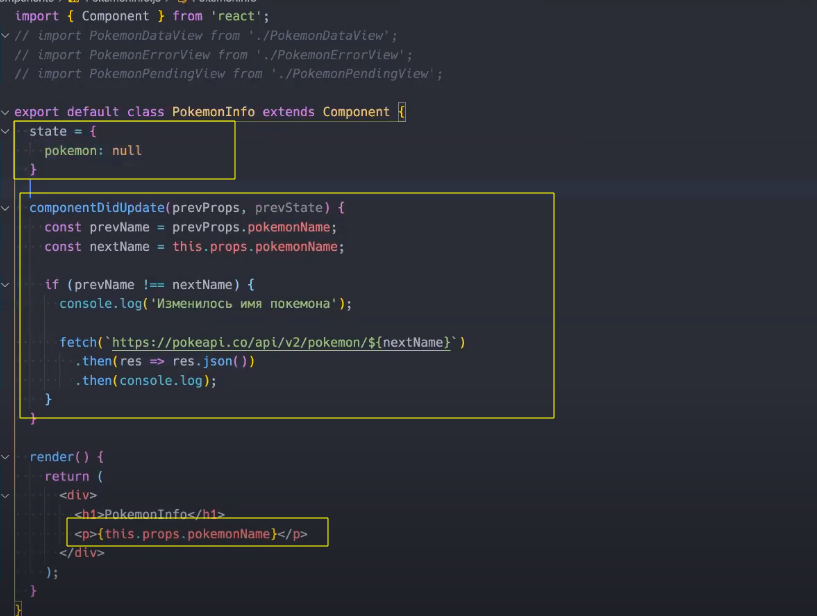 import { Component } from 'react';
// import PokemonDataView from './PokemonDataView';
// import PokemonErrorView from './PokemonErrorView';
// import PokemonPendingView from './PokemonPendingView';
export default class PokemonInfo extends Component {
state = {
pokemon: null
}
componentDidUpdate(prevProps, prevState) {
const prevName = prevProps.pokemonName;
const nextName = this.props.pokemonName;
if (prevName !== nextName) {
console.log('Изменилось имя покемона');
fetch(`https://pokeapi.co/api/v2/pokemon/${nextName}`)
.then(res => res.json())
.then(console.log);
}
}
render() {
return (
<div>
<h1>PokemonInfo</h1>
<p>{this.props.pokemonName}</p>
</div>
);
}
}